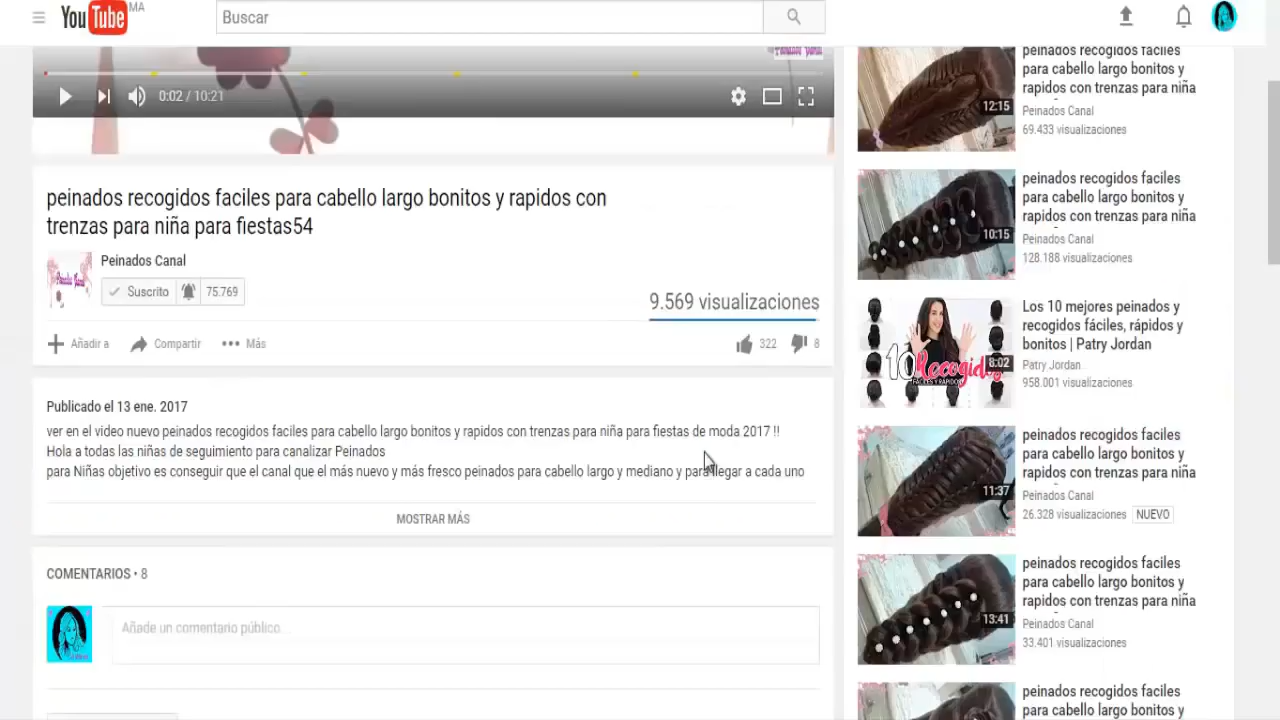 YouTube MA
Buscar
0:02 / 10:21
peinados recogidos faciles para cabello largo bonitos y rapidos con
trenzas para niña para fiestas54
Peinados Canal
Suscrito 75.769
9.569 visualizaciones
Añadir a Compartir Más 322 8
Publicado el 13 ene. 2017
ver en el video nuevo peinados recogidos faciles para cabello largo bonitos y rapidos con trenzas para niña para fiestas de moda 2017 !!
Hola a todas las niñas de seguimiento para canalizar Peinados
para Niñas objetivo es conseguir que el canal que el más nuevo y más fresco peinados para cabello largo y mediano y para llegar a cada uno
MOSTRAR MÁS
COMENTARIOS • 8
Añade un comentario público...
peinados recogidos faciles
para cabello largo bonitos y
rapidos con trenzas para niña
Peinados Canal
69.433 visualizaciones
12:15
peinados recogidos faciles
para cabello largo bonitos y
rapidos con trenzas para niña
Peinados Canal
128.188 visualizaciones
10:15
Los 10 mejores peinados y
recogidos fáciles, rápidos y
bonitos | Patry Jordan
Patry Jordan
958.001 visualizaciones
10 Recogidos
FÁCILES Y RÁPIDOS
8:02
peinados recogidos faciles
para cabello largo bonitos y
rapidos con trenzas para niña
Peinados Canal
26.328 visualizaciones NUEVO
11:37
peinados recogidos faciles
para cabello largo bonitos y
rapidos con trenzas para niña
Peinados Canal
33.401 visualizaciones
13:41
peinados recogidos faciles
para cabello largo bonitos y